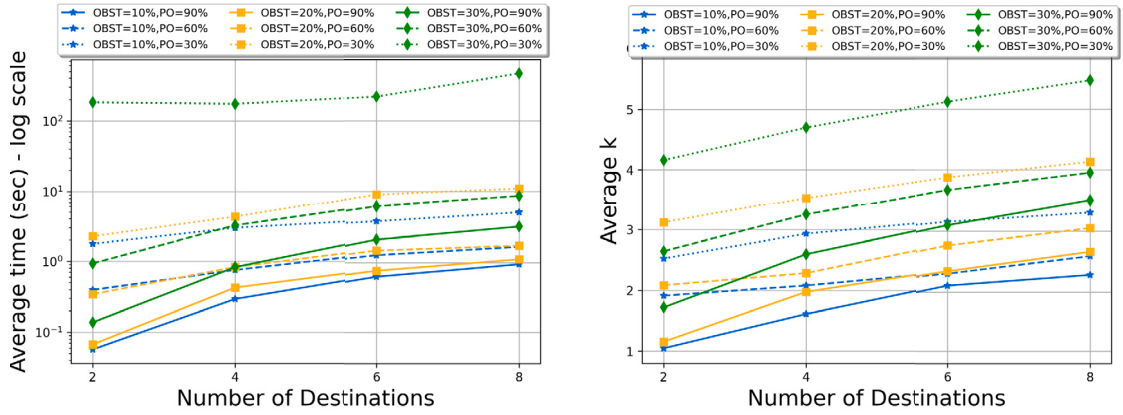 OBST=10%,PO=90% OBST=20%,PO=90% OBST=30%,PO=90%
OBST=10%,PO=60% OBST=20%,PO=60% OBST=30%,PO=60%
OBST=10%,PO=30% OBST=20%,PO=30% OBST=30%,PO=30%
Average time (sec) - log scale
10²
10¹
10⁰
10⁻¹
2 4 6 8
Number of Destinations
OBST=10%,PO=90% OBST=20%,PO=90% OBST=30%,PO=90%
OBST=10%,PO=60% OBST=20%,PO=60% OBST=30%,PO=60%
OBST=10%,PO=30% OBST=20%,PO=30% OBST=30%,PO=30%
Average k
5
4
3
2
1
2 4 6 8
Number of Destinations